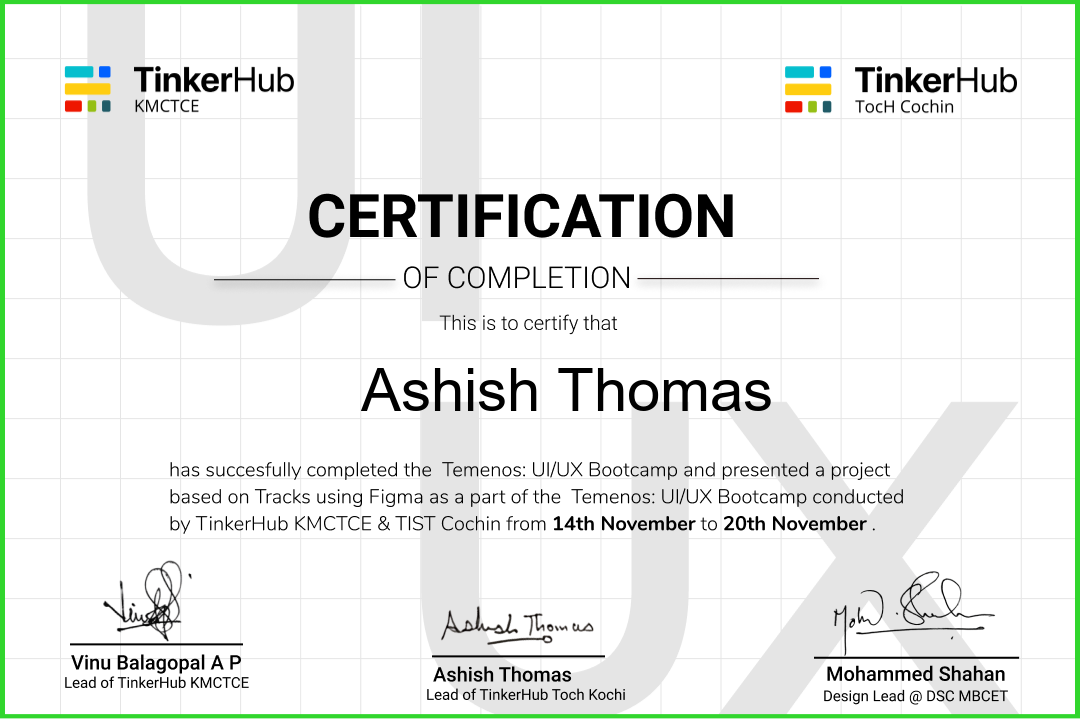 UI
TinkerHub
KMCTCE
TinkerHub
TocH Cochin
CERTIFICATION
OF COMPLETION
This is to certify that
Ashish Thomas
UX
has succesfully completed the Temenos: UI/UX Bootcamp and presented a project
based on Tracks using Figma as a part of the Temenos: UI/UX Bootcamp conducted
by TinkerHub KMCTCE & TIST Cochin from 14th November to 20th November .
Vinu Balagopal A P
Lead of TinkerHub KMCTCE
Ashish Thomas
Ashish Thomas
Lead of TinkerHub Toch Kochi
Mohammed Shahan
Design Lead @ DSC MBCET